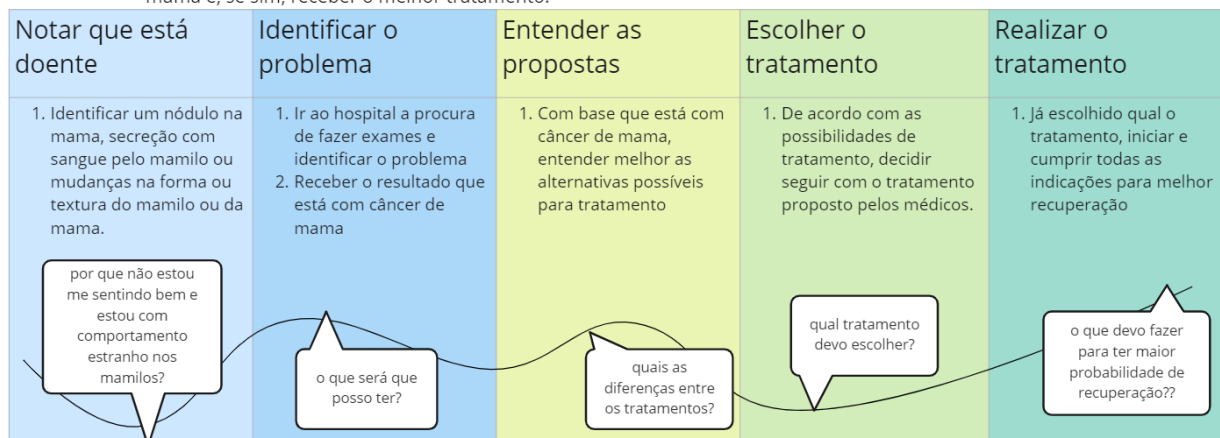 mama e, se sim, receber o melhor tratamento.
Notar que está
doente
Identificar o
problema
Entender as
propostas
Escolher o
tratamento
Realizar o
tratamento
1. Identificar um nódulo na
mama, secreção com
sangue pelo mamilo ou
mudanças na forma ou
textura do mamilo ou da
mama.
1. Ir ao hospital a procura
de fazer exames e
identificar o problema
2. Receber o resultado que
está com câncer de
mama
1. Com base que está com
câncer de mama,
entender melhor as
alternativas possíveis
para tratamento
1. De acordo com as
possibilidades de
tratamento, decidir
seguir com o tratamento
proposto pelos médicos.
1. Já escolhido qual o
tratamento, iniciar e
cumprir todas as
indicações para melhor
recuperação
por que não estou
me sentindo bem e
estou com
comportamento
estranho nos
mamilos?
o que será que
posso ter?
quais as
diferenças entre
os tratamentos?
qual tratamento
devo escolher?
o que devo fazer
para ter maior
probabilidade de
recuperação??